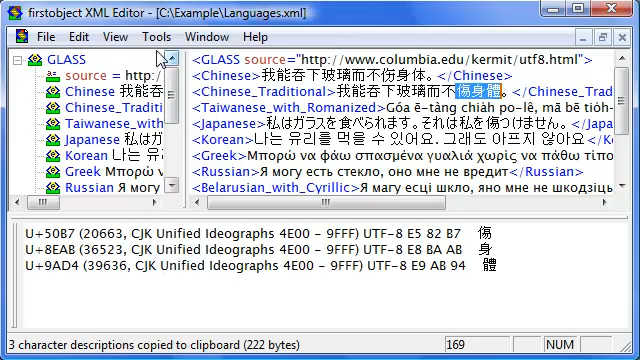 firstobject XML Editor - [C:\Example\Languages.xml]
File Edit View Tools Window Help
GLASS
source = http:/
Chinese 我能吞下玻
Chinese_Traditi
Taiwanese_with
Japanese 私はガ
Korean 나는 유리
Greek Μπορώ να
Russian Я могу
<GLASS source="http://www.columbia.edu/kermit/utf8.html">
<Chinese>我能吞下玻璃而不伤身体。</Chinese>
<Chinese_Traditional>我能吞下玻璃而不傷身體。</Chinese_Trad
<Taiwanese_with_Romanized>Góa ē-tàng chia̍h po-lê, mā bē tio̍h-
<Japanese>私はガラスを食べられます。それは私を傷つけません。</Jap
<Korean>나는 유리를 먹을 수 있어요. 그래도 아프지 않아요</Korea
<Greek>Μπορώ να φάω σπασμένα γυαλιά χωρίς να πάθω τίπο
<Russian>Я могу есть стекло, оно мне не вредит</Russian>
<Belarusian_with_Cyrillic>Я магу есці шкло, яно мне не шкодзіць
U+50B7 (20663, CJK Unified Ideographs 4E00 - 9FFF) UTF-8 E5 82 B7 傷
U+8EAB (36523, CJK Unified Ideographs 4E00 - 9FFF) UTF-8 E8 BA AB 身
U+9AD4 (39636, CJK Unified Ideographs 4E00 - 9FFF) UTF-8 E9 AB 94 體
3 character descriptions copied to clipboard (222 bytes) 169 NUM